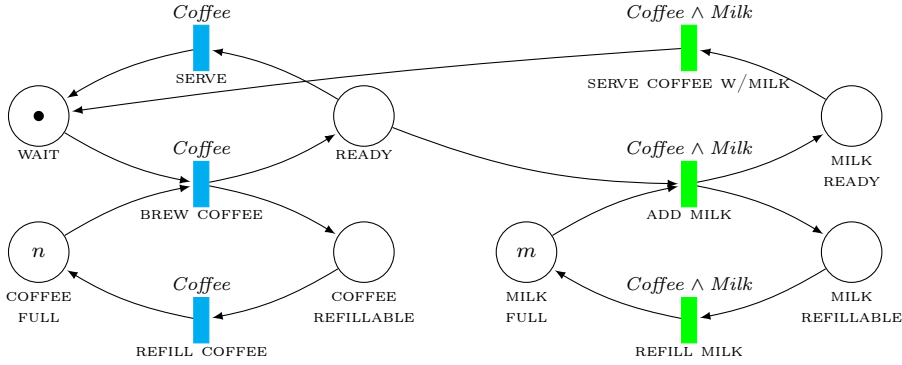 Coffee
Coffee ∧ Milk
SERVE
SERVE COFFEE W/MILK
WAIT
Coffee
READY
Coffee ∧ Milk
MILK
READY
BREW COFFEE
ADD MILK
n
m
Coffee
Coffee ∧ Milk
COFFEE
FULL
COFFEE
REFILLABLE
MILK
FULL
MILK
REFILLABLE
REFILL COFFEE
REFILL MILK